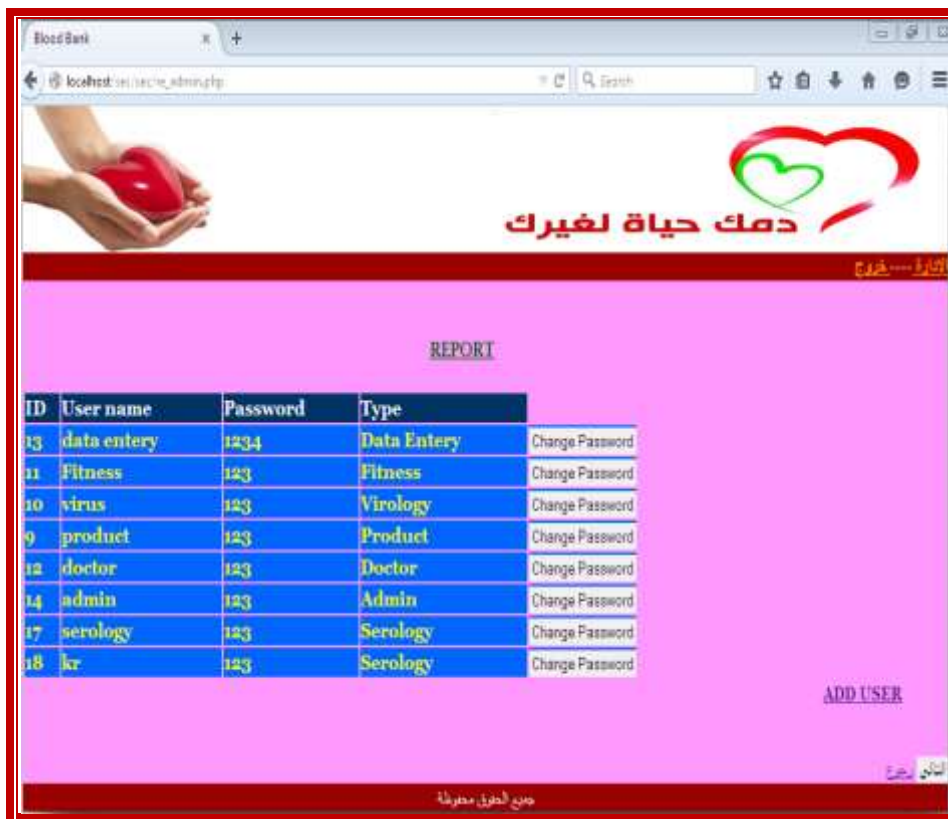 Blood Bank x +
localhost Search
دمك حياة لغيرك
الادارة ---- خروج
REPORT
ID User name Password Type
13 data entery 1234 Data Entery Change Password
11 Fitness 123 Fitness Change Password
10 virus 123 Virology Change Password
9 product 123 Product Change Password
12 doctor 123 Doctor Change Password
14 admin 123 Admin Change Password
17 serology 123 Serology Change Password
18 kr 123 Serology Change Password
ADD USER
التالي رجوع
جميع الحقوق محفوظة